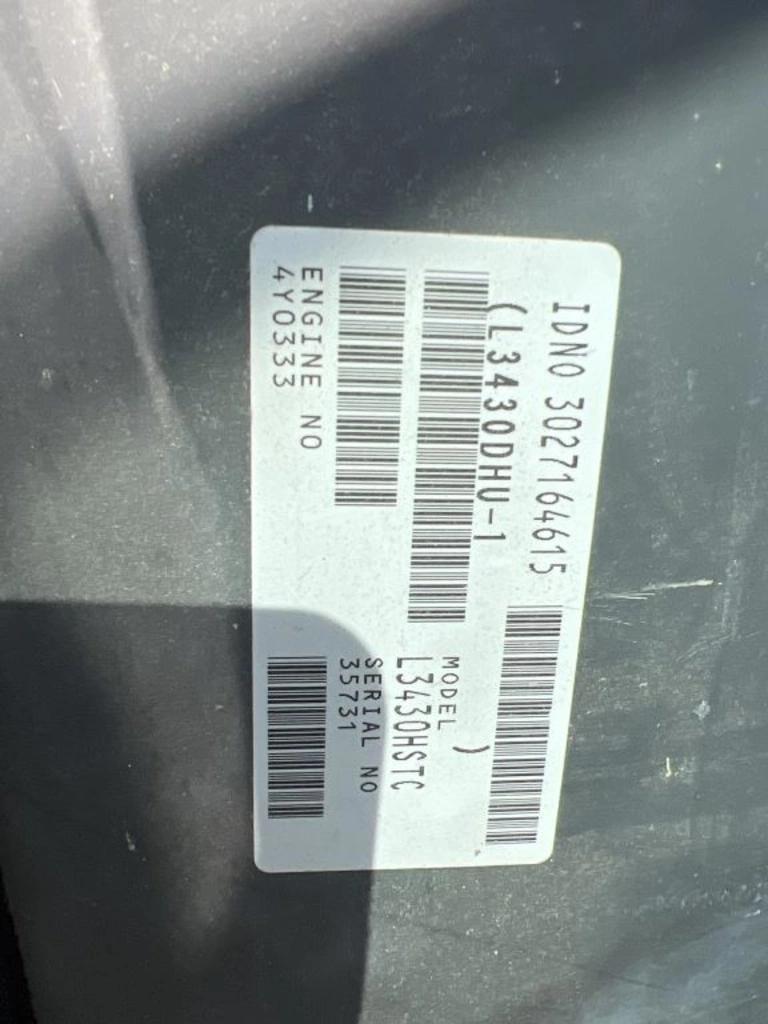 IDNO 3027164615
(L3430DHU-1 )
MODEL
L3430HSTC
SERIAL NO
35731
ENGINE NO
4Y0333